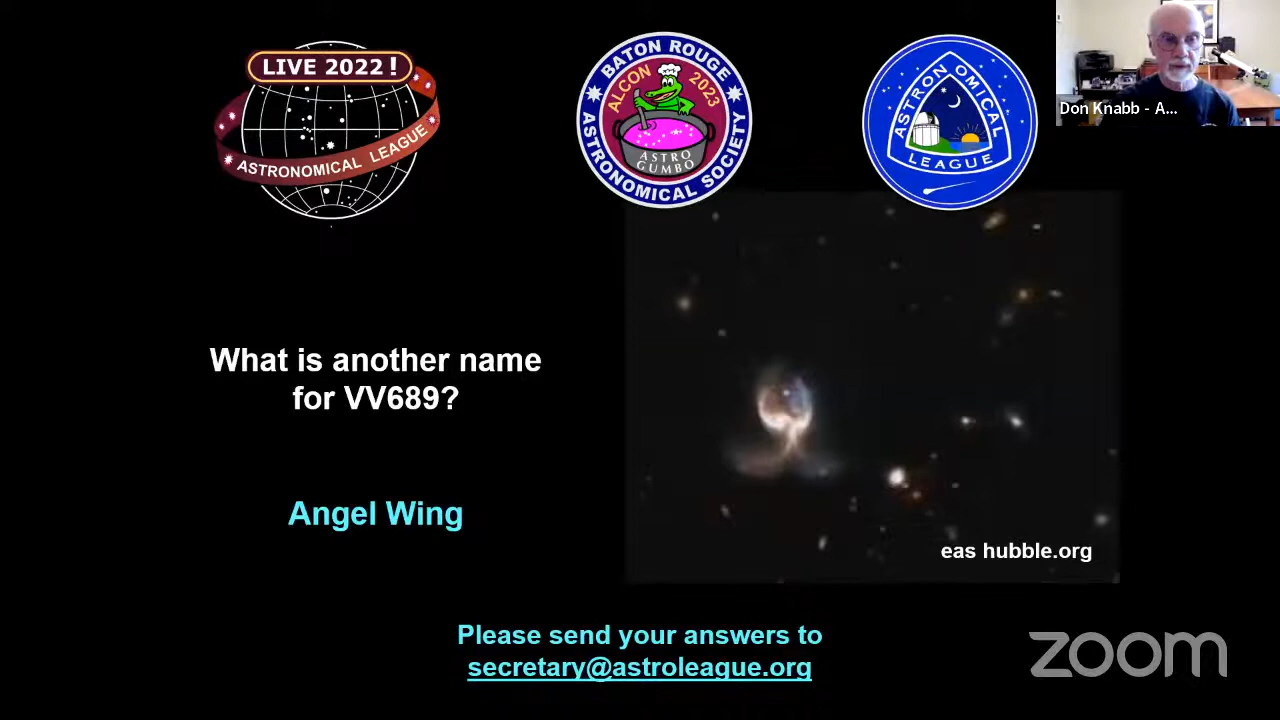 LIVE 2022!
ASTRONOMICAL LEAGUE
BATON ROUGE
ASTRONOMICAL SOCIETY
ALCON 2023
ASTRO
GUMBO
ASTRONOMICAL
LEAGUE
Don Knabb - A...
What is another name
for VV689?
Angel Wing
eas hubble.org
Please send your answers to
secretary@astroleague.org
zoom